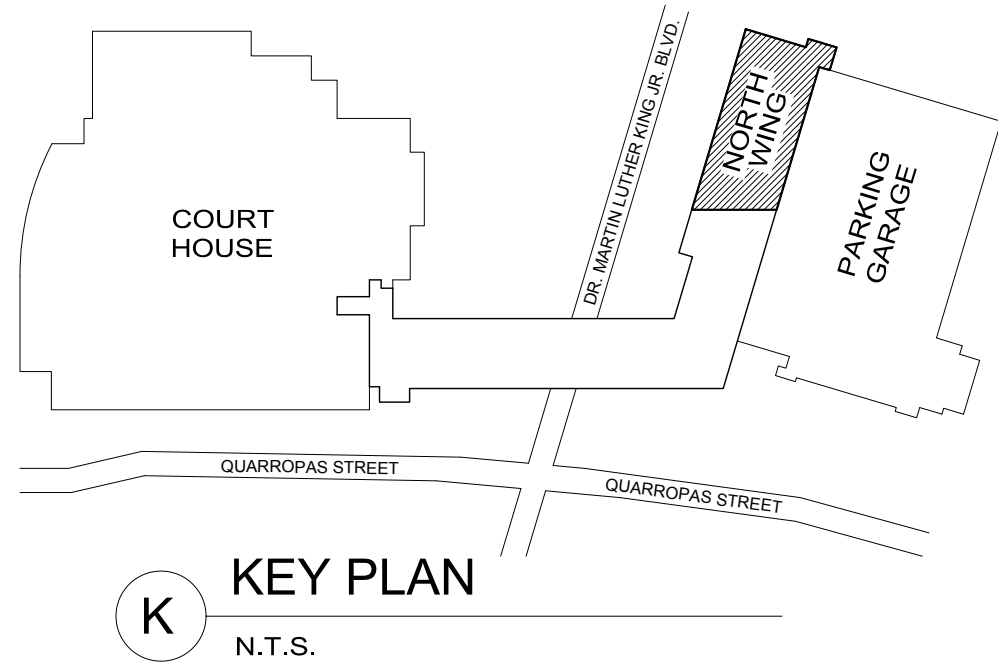 DR. MARTIN LUTHER KING JR. BLVD.
NORTH
WING
PARKING
GARAGE
COURT
HOUSE
QUARROPAS STREET
QUARROPAS STREET
K
KEY PLAN
N.T.S.